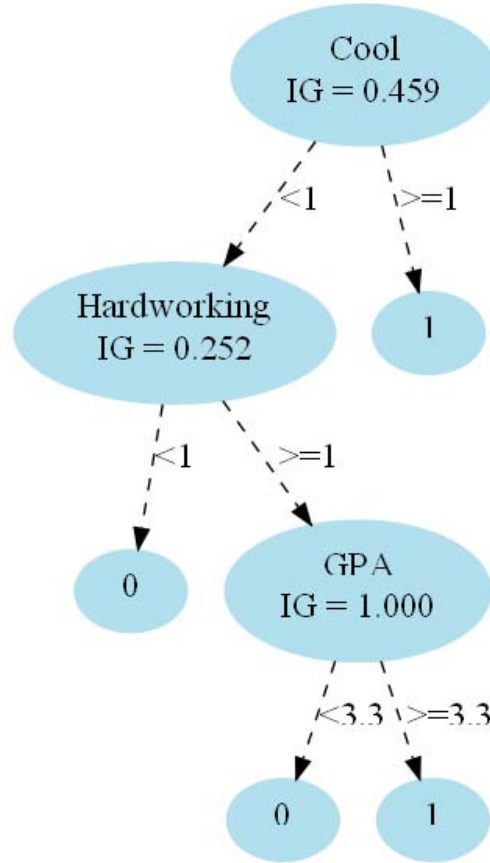 Cool
IG = 0.459
<1
>=1
Hardworking
IG = 0.252
1
<1
>=1
0
GPA
IG = 1.000
<3.3
>=3.3
0
1